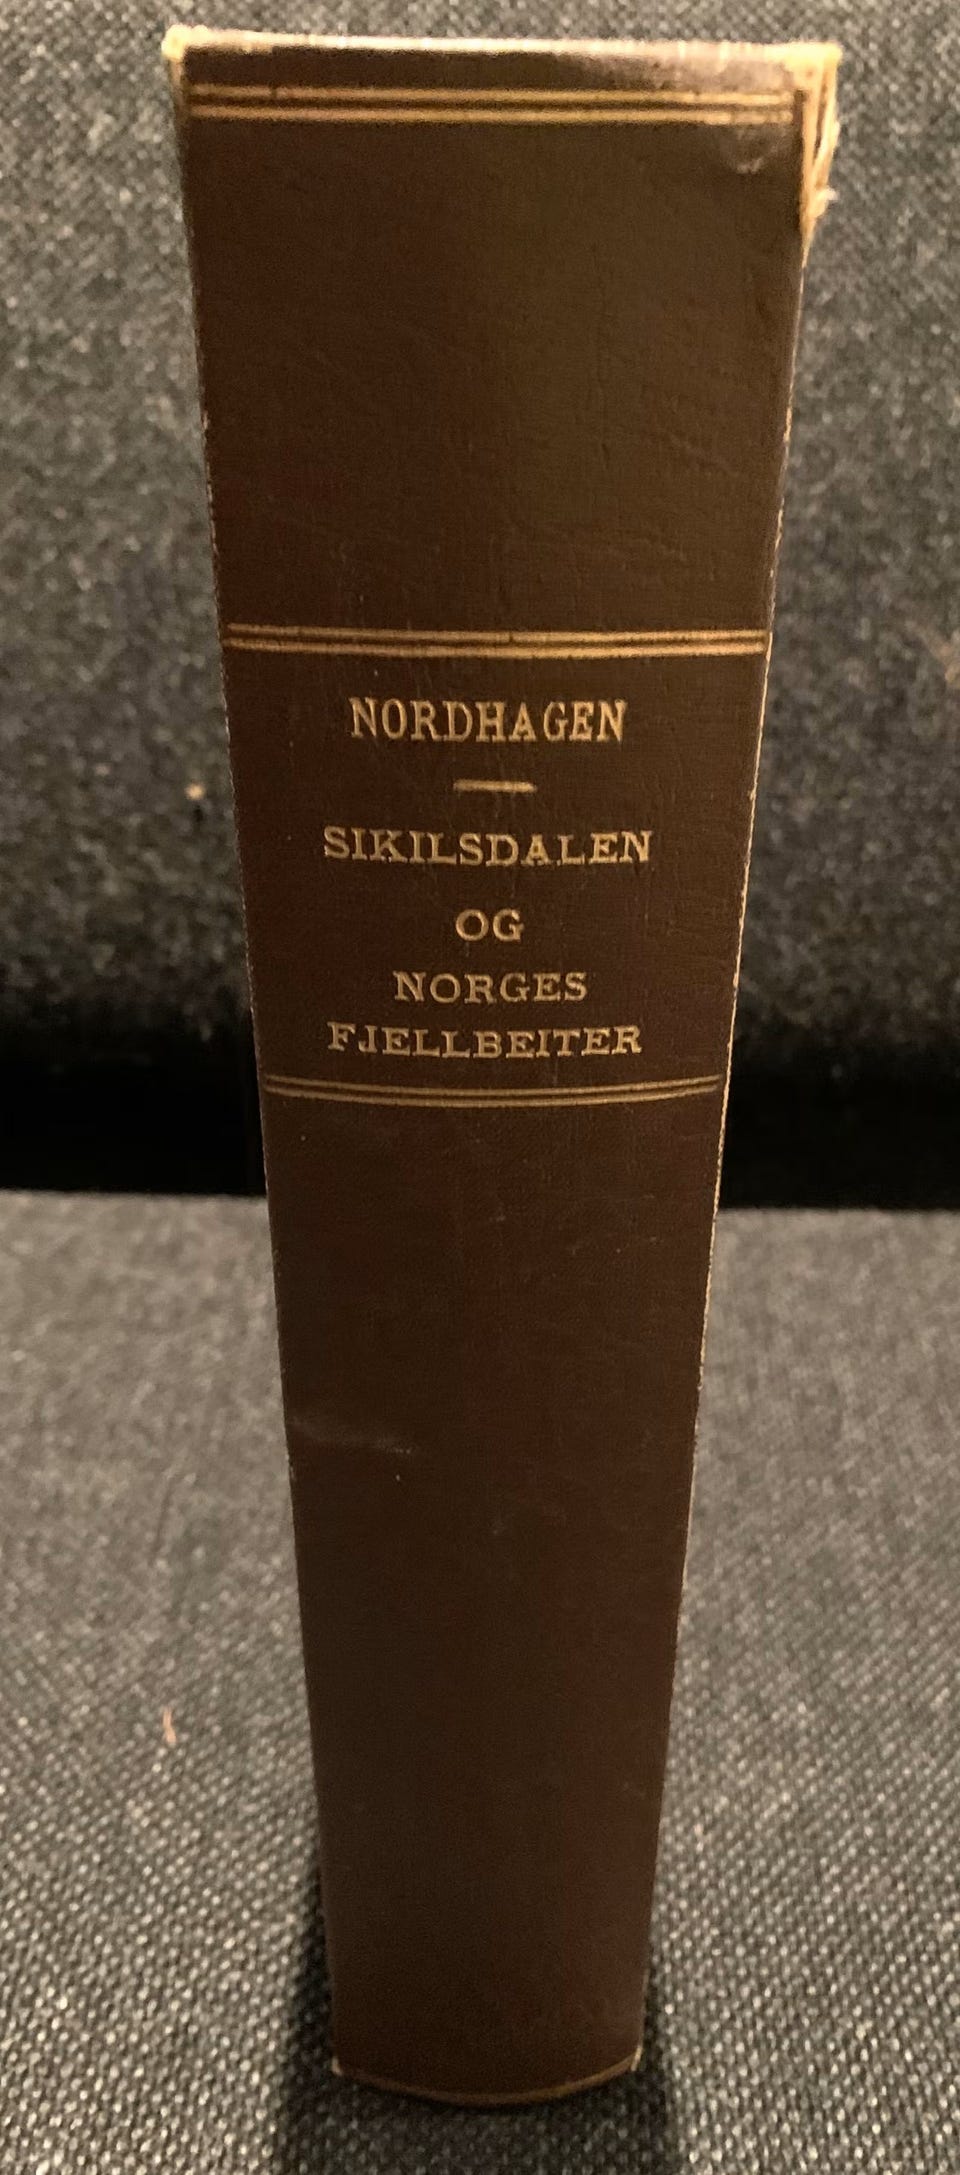 NORDHAGEN
SIKILSDALEN
OG
NORGES
FJELLBEITER